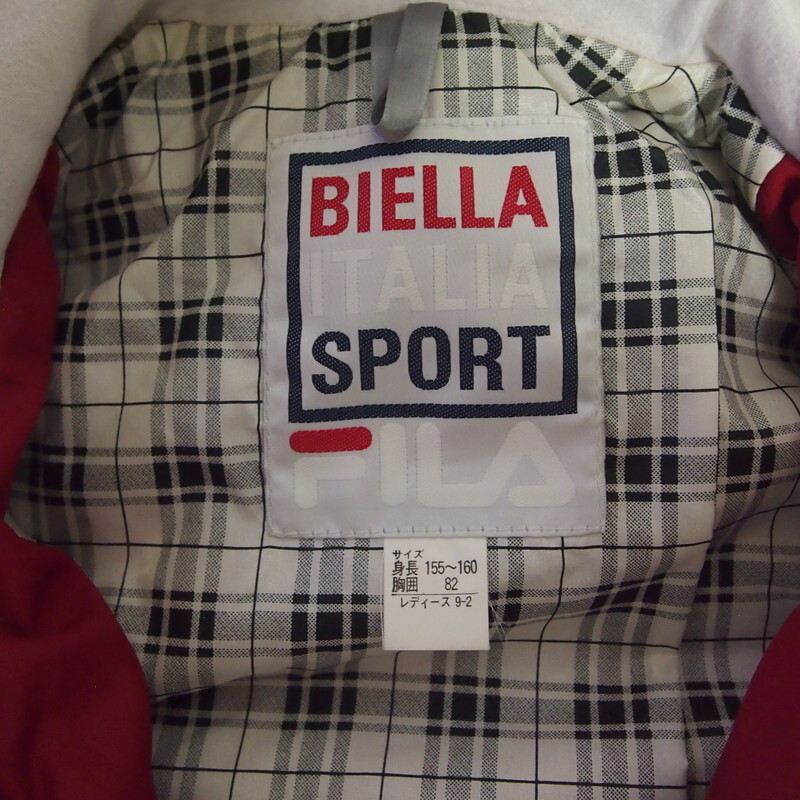 BIELLA
ITALIA
SPORT
FILA
サイズ
身長 155～160
胸囲 82
レディース 9-2